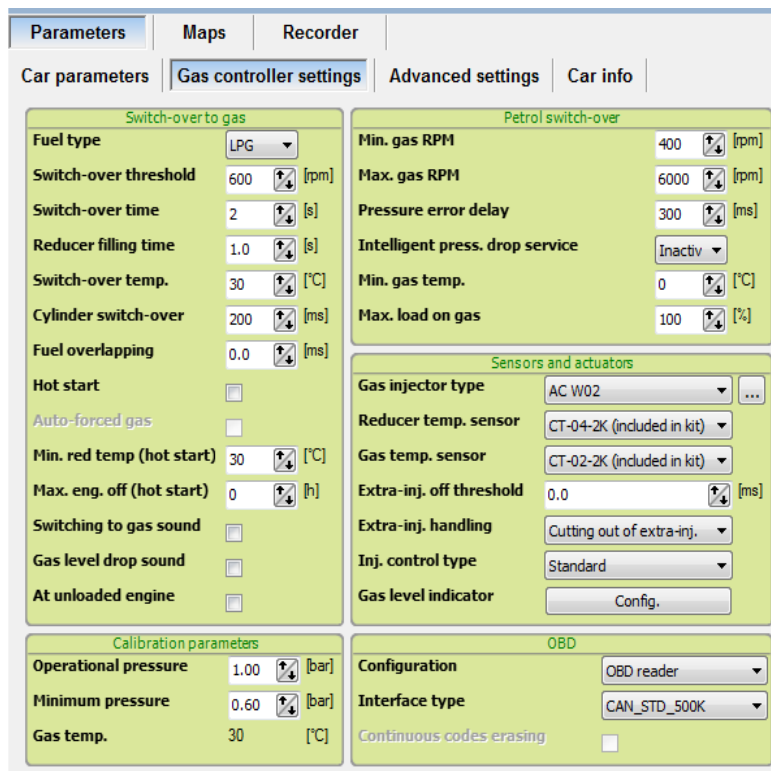 Parameters Maps Recorder
Car parameters Gas controller settings Advanced settings Car info
Switch-over to gas
Fuel type LPG
Switch-over threshold 600 [rpm]
Switch-over time 2 [s]
Reducer filling time 1.0 [s]
Switch-over temp. 30 [°C]
Cylinder switch-over 200 [ms]
Fuel overlapping 0.0 [ms]
Hot start
Auto-forced gas
Min. red temp (hot start) 30 [°C]
Max. eng. off (hot start) 0 [h]
Switching to gas sound
Gas level drop sound
At unloaded engine
Calibration parameters
Operational pressure 1.00 [bar]
Minimum pressure 0.60 [bar]
Gas temp. 30 [°C]
Petrol switch-over
Min. gas RPM 400 [rpm]
Max. gas RPM 6000 [rpm]
Pressure error delay 300 [ms]
Intelligent press. drop service Inactiv
Min. gas temp. 0 [°C]
Max. load on gas 100 [%]
Sensors and actuators
Gas injector type AC W02 ...
Reducer temp. sensor CT-04-2K (included in kit)
Gas temp. sensor CT-02-2K (included in kit)
Extra-inj. off threshold 0.0 [ms]
Extra-inj. handling Cutting out of extra-inj.
Inj. control type Standard
Gas level indicator Config.
OBD
Configuration OBD reader
Interface type CAN_STD_500K
Continuous codes erasing